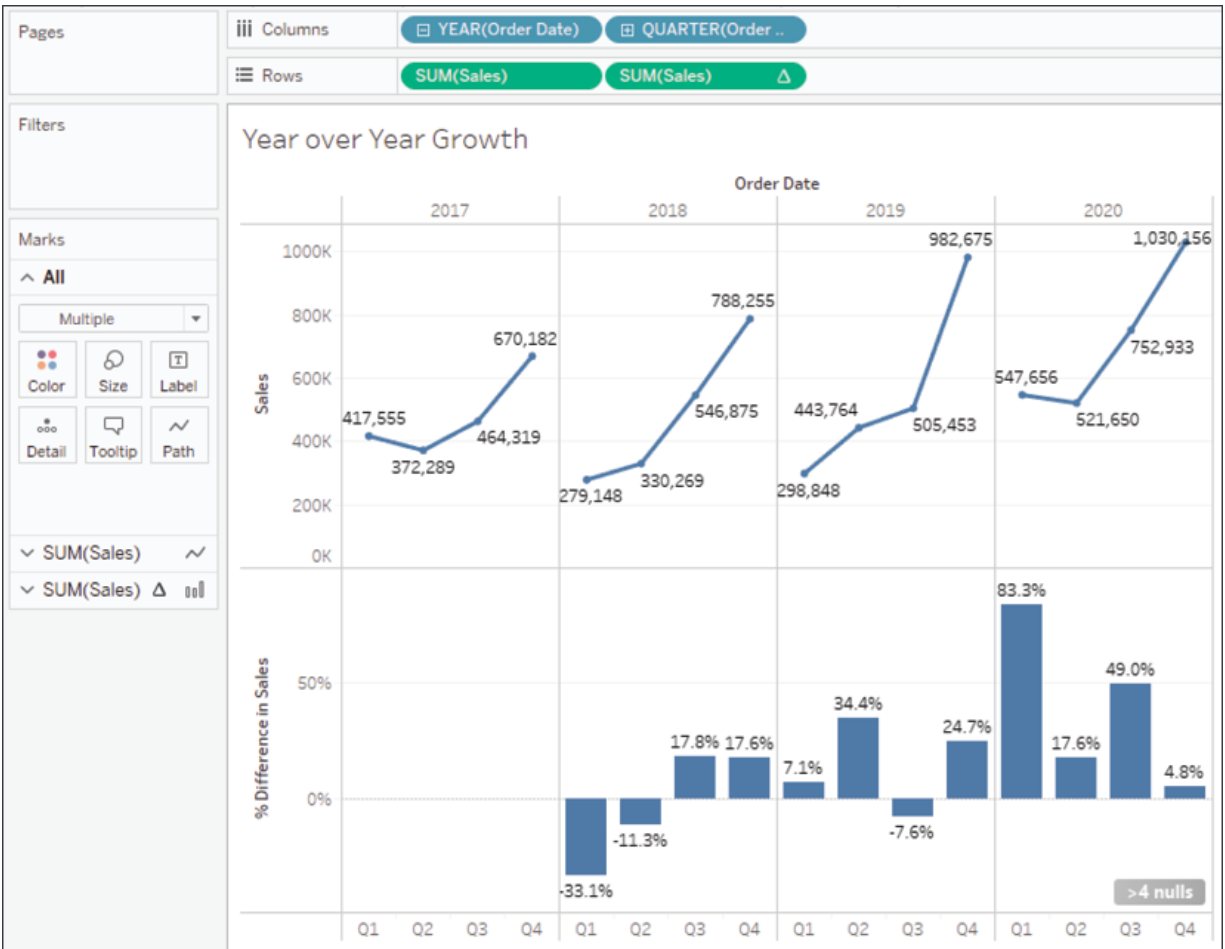 Pages
Columns
YEAR(Order Date)
QUARTER(Order ..
Rows
SUM(Sales)
SUM(Sales) Δ
Filters
Marks
All
Multiple
Color
Size
Label
Detail
Tooltip
Path
SUM(Sales)
SUM(Sales) Δ
Year over Year Growth
Order Date
2017 2018 2019 2020
Sales
1000K
800K
600K
400K
200K
0K
417,555
372,289
464,319
670,182
279,148
330,269
546,875
788,255
298,848
443,764
505,453
982,675
547,656
521,650
752,933
1,030,156
% Difference in Sales
50%
0%
-33.1%
-11.3%
17.8%
17.6%
7.1%
34.4%
-7.6%
24.7%
83.3%
17.6%
49.0%
4.8%
>4 nulls
Q1 Q2 Q3 Q4 Q1 Q2 Q3 Q4 Q1 Q2 Q3 Q4 Q1 Q2 Q3 Q4